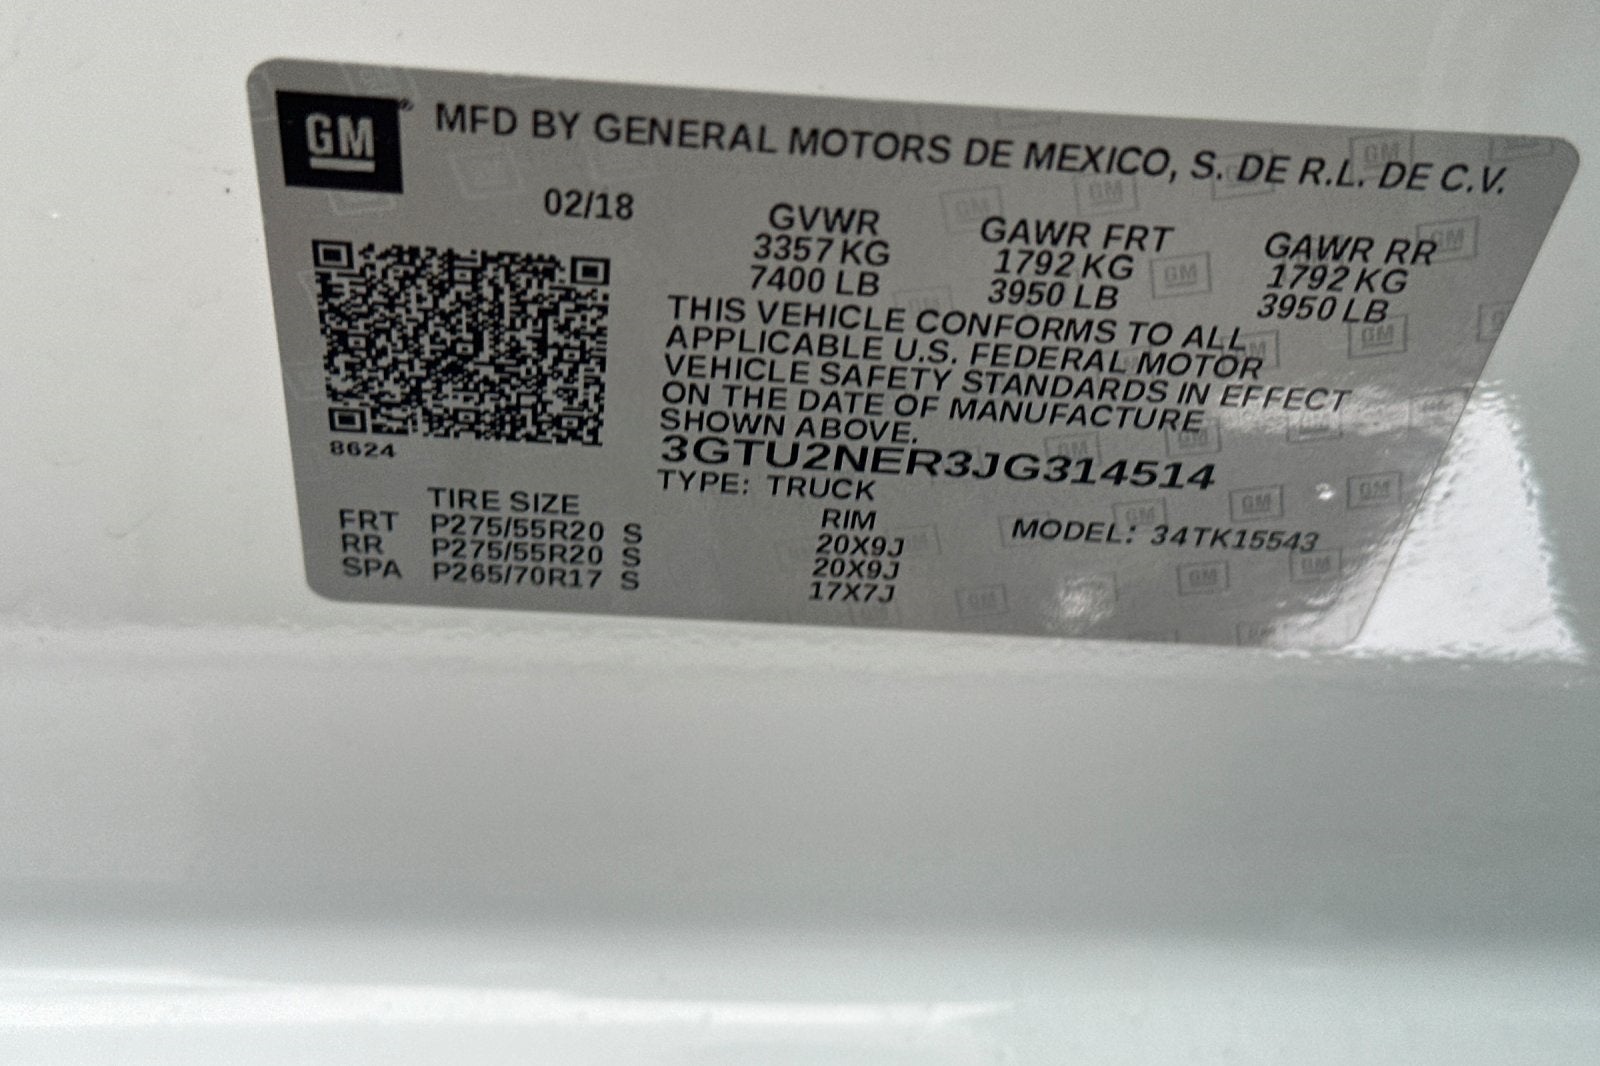 GM® MFD BY GENERAL MOTORS DE MEXICO, S. DE R.L. DE C.V.
02/18
GVWR GAWR FRT GAWR RR
3357 KG 1792 KG 1792 KG
7400 LB 3950 LB 3950 LB
THIS VEHICLE CONFORMS TO ALL
APPLICABLE U.S. FEDERAL MOTOR
VEHICLE SAFETY STANDARDS IN EFFECT
ON THE DATE OF MANUFACTURE
SHOWN ABOVE.
8624
3GTU2NER3JG314514
TYPE: TRUCK
TIRE SIZE RIM MODEL: 34TK15543
FRT P275/55R20 S 20X9J
RR P275/55R20 S 20X9J
SPA P265/70R17 S 17X7J